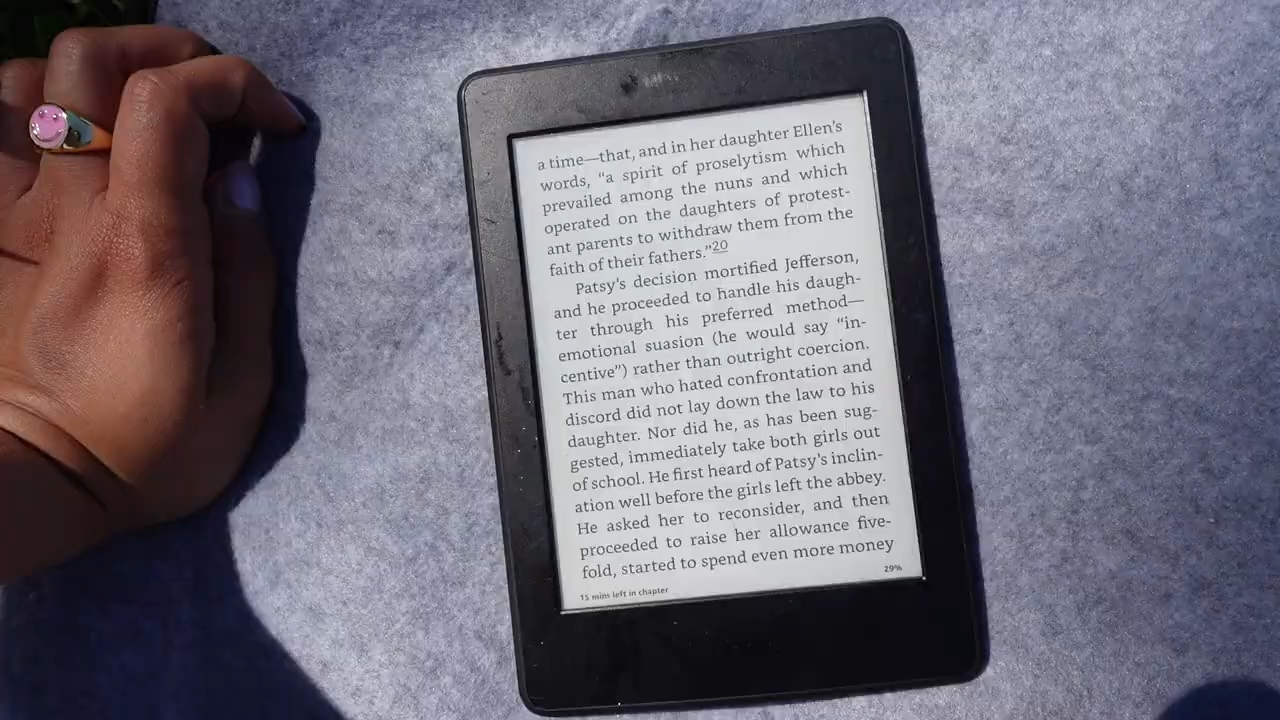 a time—that, and in her daughter Ellen's
words, “a spirit of proselytism which
prevailed among the nuns and which
operated on the daughters of protest-
ant parents to withdraw them from the
faith of their fathers.”20
Patsy's decision mortified Jefferson,
and he proceeded to handle his daugh-
ter through his preferred method—
emotional suasion (he would say “in-
centive”) rather than outright coercion.
This man who hated confrontation and
discord did not lay down the law to his
daughter. Nor did he, as has been sug-
gested, immediately take both girls out
of school. He first heard of Patsy's inclin-
ation well before the girls left the abbey.
He asked her to reconsider, and then
proceeded to raise her allowance five-
fold, started to spend even more money
15 mins left in chapter 29%